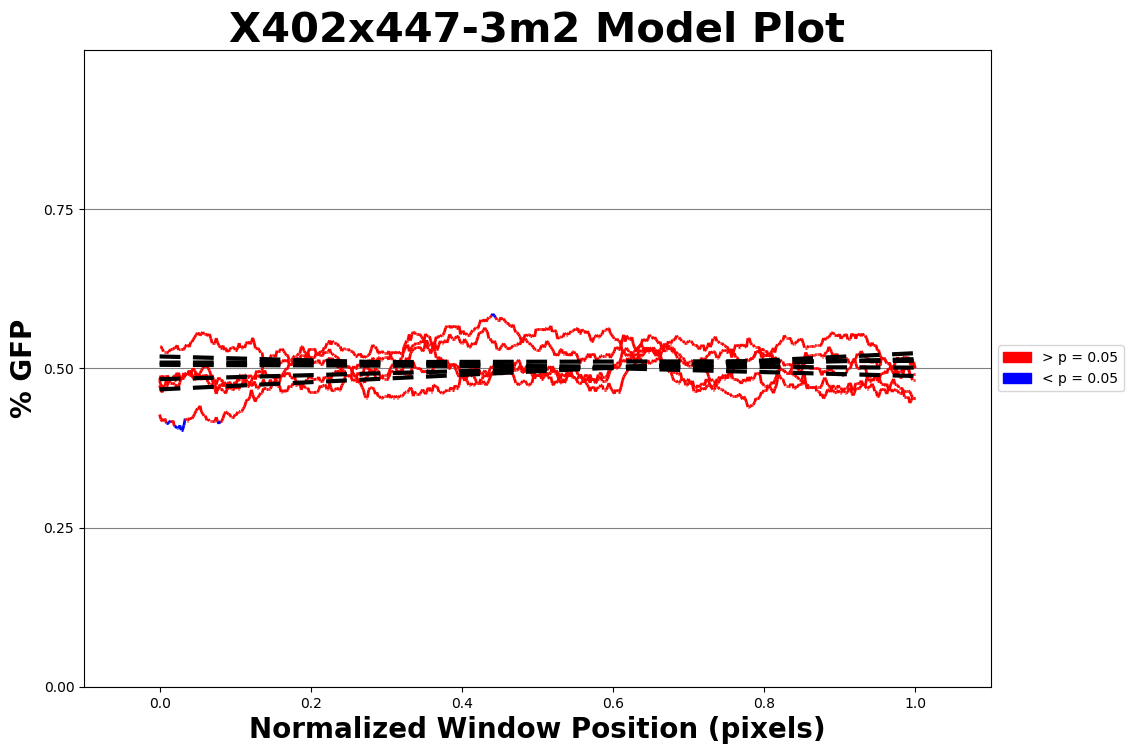 X402x447-3m2 Model Plot
% GFP
0.75
0.50
0.25
0.00
0.0 0.2 0.4 0.6 0.8 1.0
Normalized Window Position (pixels)
> p = 0.05
< p = 0.05